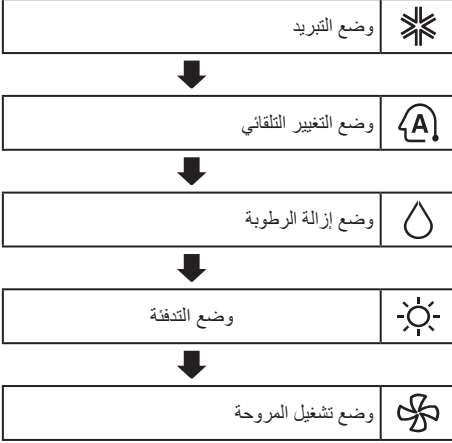 وضع التبريد
A
وضع التغيير التلقائي
وضع إزالة الرطوبة
وضع التدفئة
وضع تشغيل المروحة